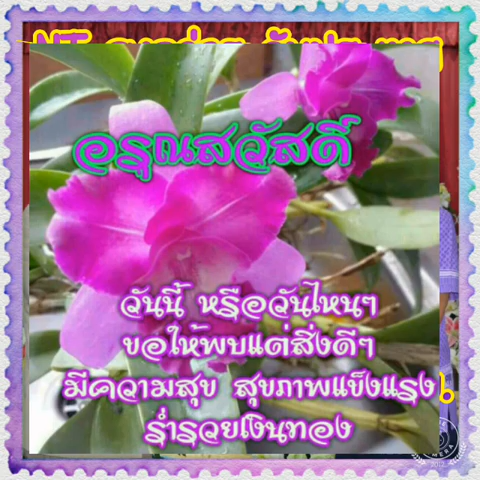 อรุณสวัสดิ์
วันนี้ หรือวันไหนๆ
ขอให้พบแต่สิ่งดีๆ
มีความสุข สุขภาพแข็งแรง
ร่ำรวยเงินทอง